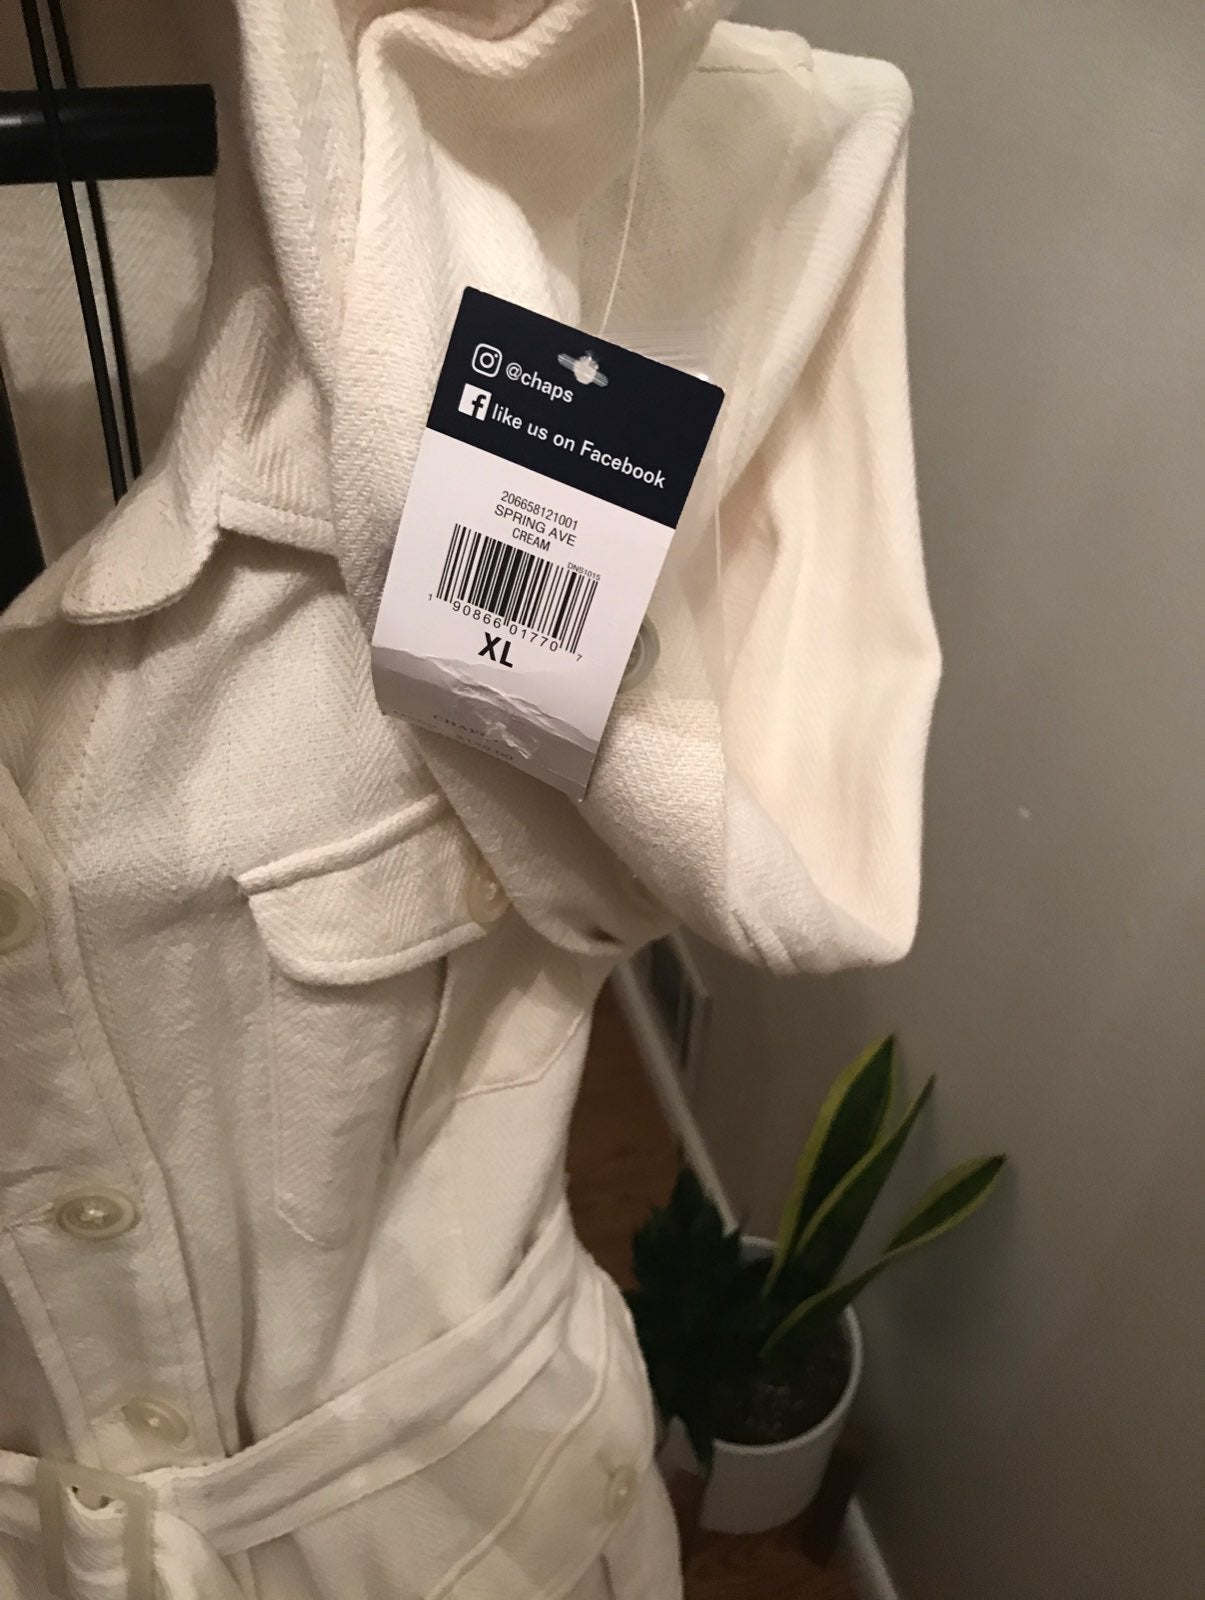 @chaps
like us on Facebook
206658121001
SPRING AVE
CREAM
DNS1015
1 90866 01770 7
XL